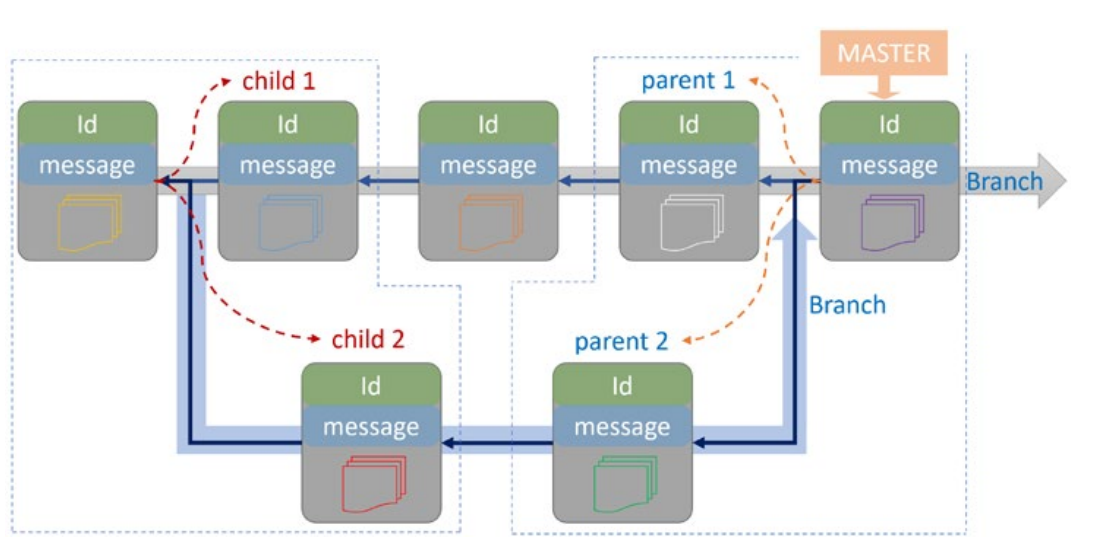 MASTER
child 1
parent 1
Id
Id
Id
Id
Id
message
message
message
message
message
Branch
Branch
child 2
parent 2
Id
Id
message
message